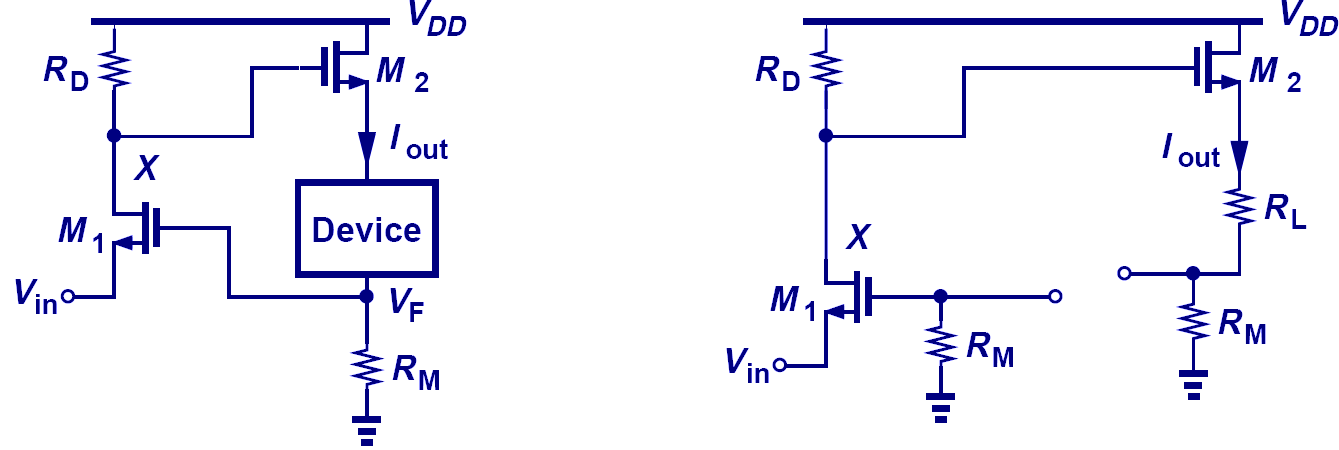 VDD
RD
M2
Iout
X
M1
Device
Vin
VF
RM
VDD
RD
M2
Iout
RL
X
M1
RM
RM
Vin